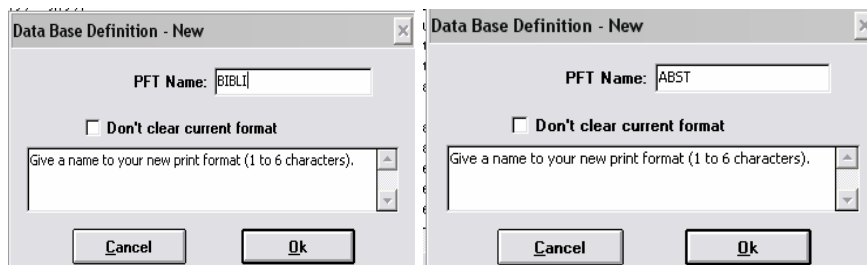 Data Base Definition - New
PFT Name: BIBLI
Don't clear current format
Give a name to your new print format (1 to 6 characters).
Cancel
Ok
Data Base Definition - New
PFT Name: ABST
Don't clear current format
Give a name to your new print format (1 to 6 characters).
Cancel
Ok